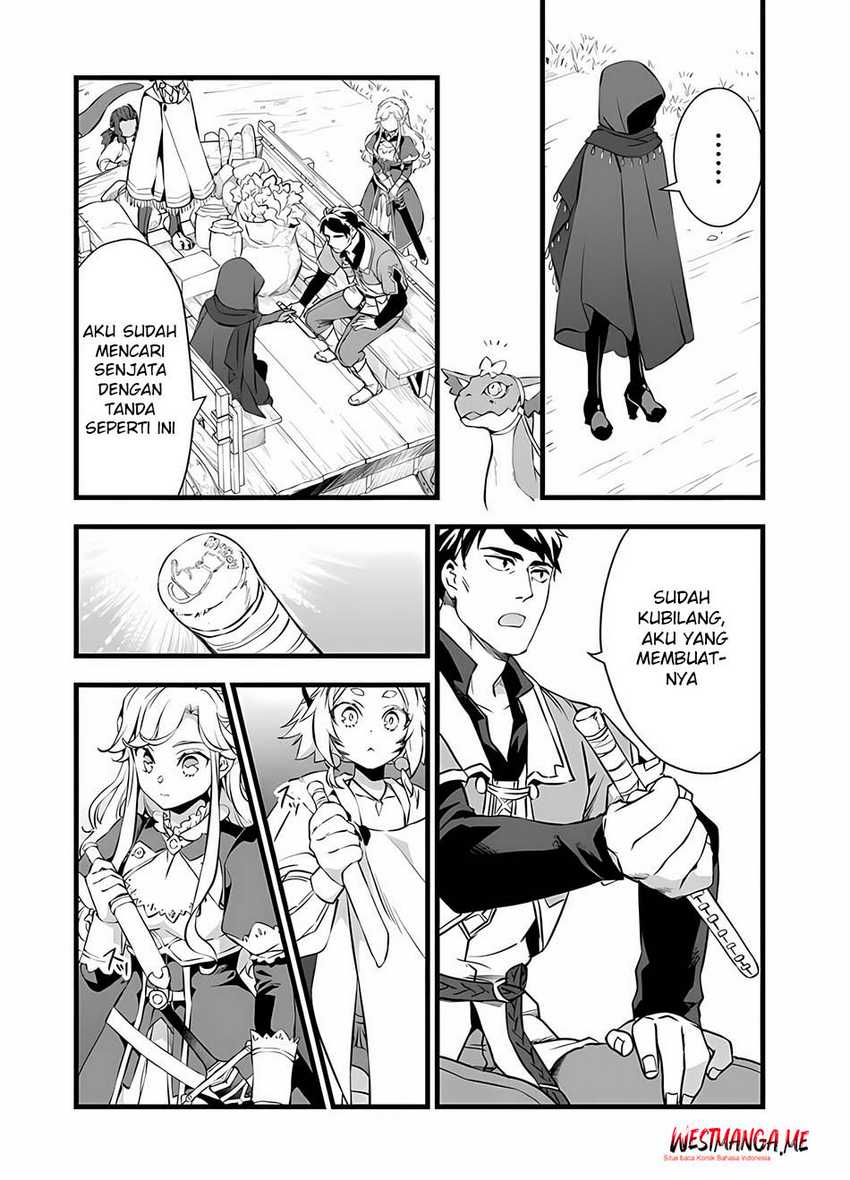 ......
AKU SUDAH
MENCARI
SENJATA
DENGAN
TANDA
SEPERTI INI
SUDAH
KUBILANG,
AKU YANG
MEMBUAT-
NYA
WESTMANGA.ME
Situs Baca Komik Bahasa Indonesia